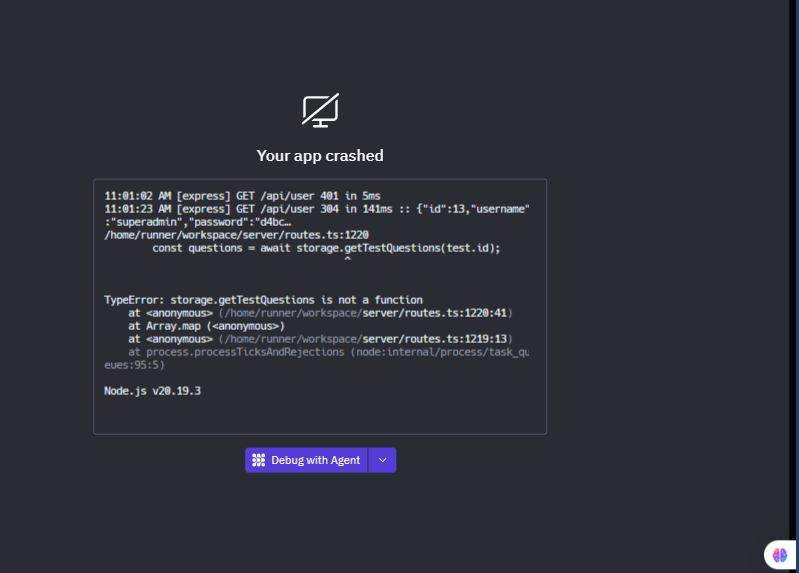 Your app crashed
11:01:02 AM [express] GET /api/user 401 in 5ms
11:01:23 AM [express] GET /api/user 304 in 141ms :: {"id":13,"username"
:"superadmin","password":"d4bc…
/home/runner/workspace/server/routes.ts:1220
const questions = await storage.getTestQuestions(test.id);
^
TypeError: storage.getTestQuestions is not a function
at <anonymous> (/home/runner/workspace/server/routes.ts:1220:41)
at Array.map (<anonymous>)
at <anonymous> (/home/runner/workspace/server/routes.ts:1219:13)
at process.processTicksAndRejections (node:internal/process/task_qu
eues:95:5)
Node.js v20.19.3
Debug with Agent